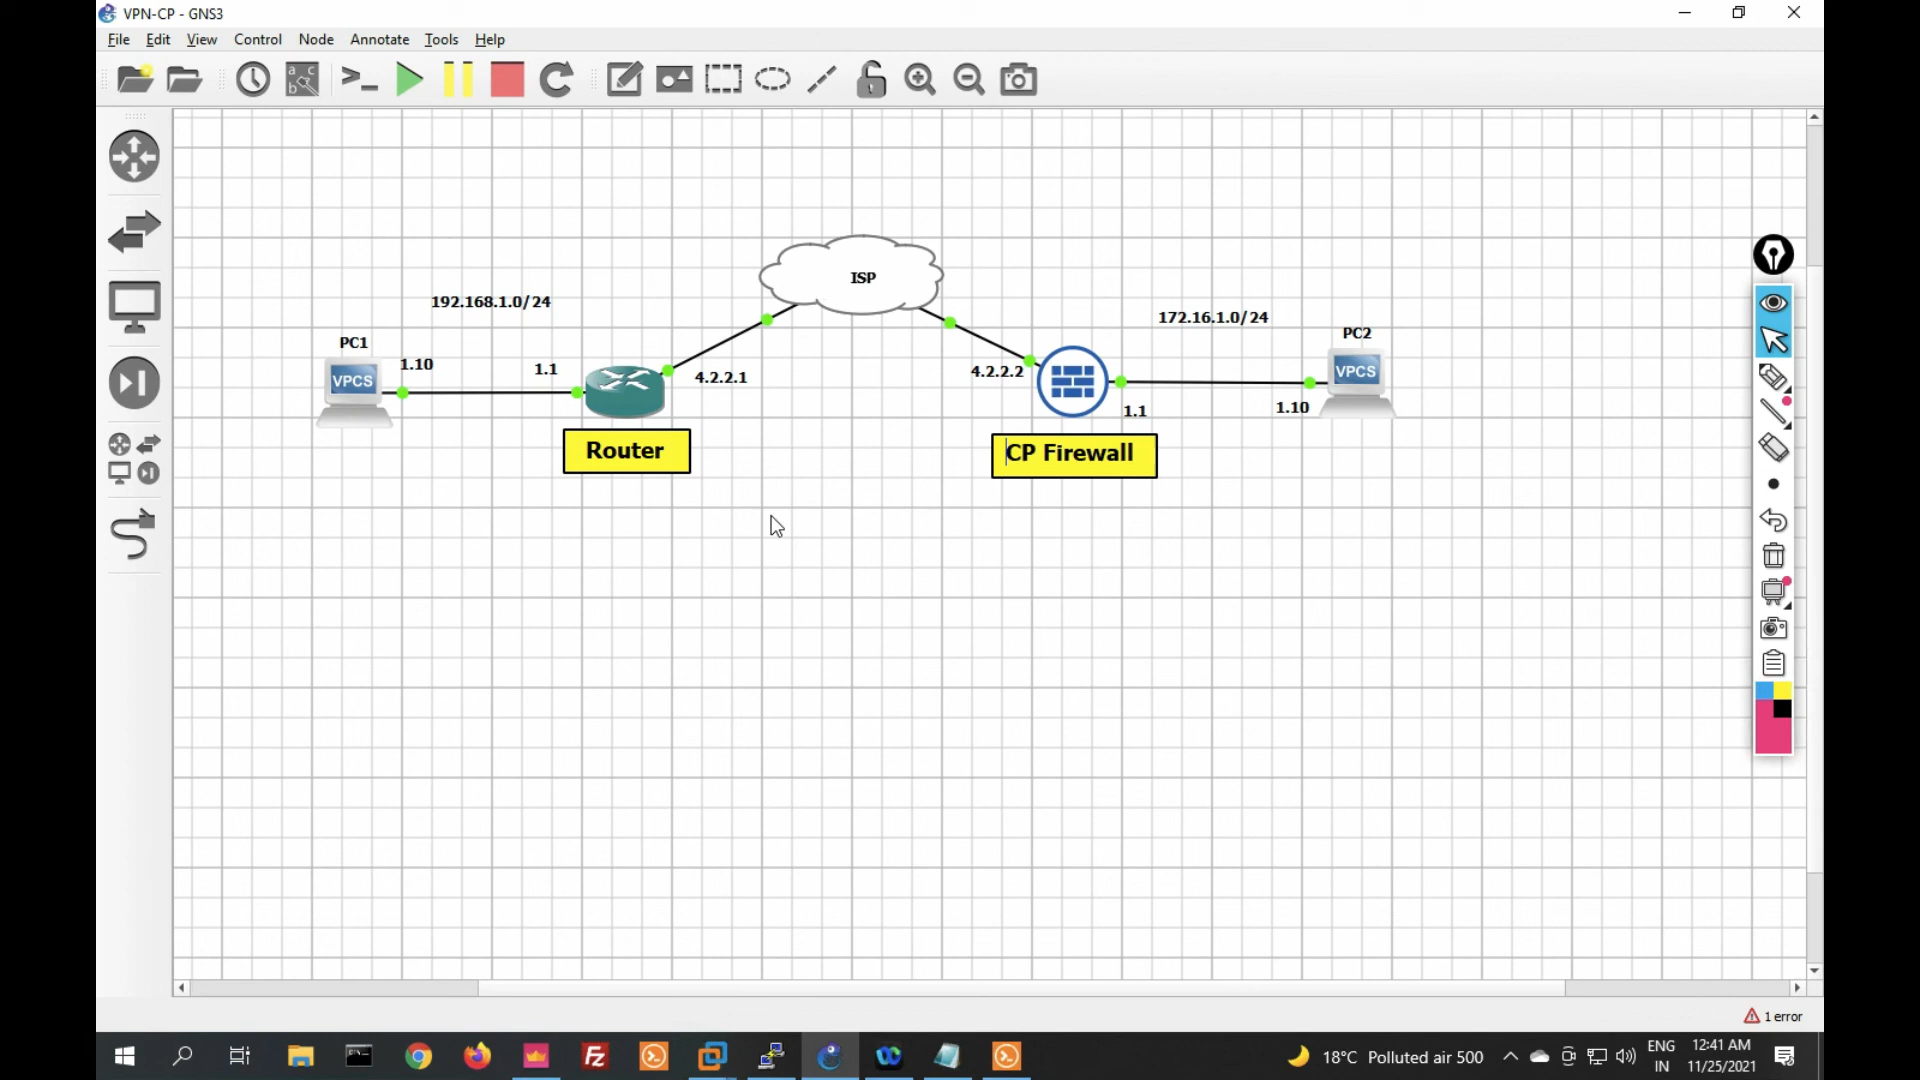 VPN-CP - GNS3
File Edit View Control Node Annotate Tools Help
ISP
192.168.1.0/24
172.16.1.0/24
PC1
PC2
1.10
1.1
4.2.2.1
4.2.2.2
VPCS
VPCS
1.1
1.10
Router
CP Firewall
1 error
18°C Polluted air 500
ENG
IN
12:41 AM
11/25/2021